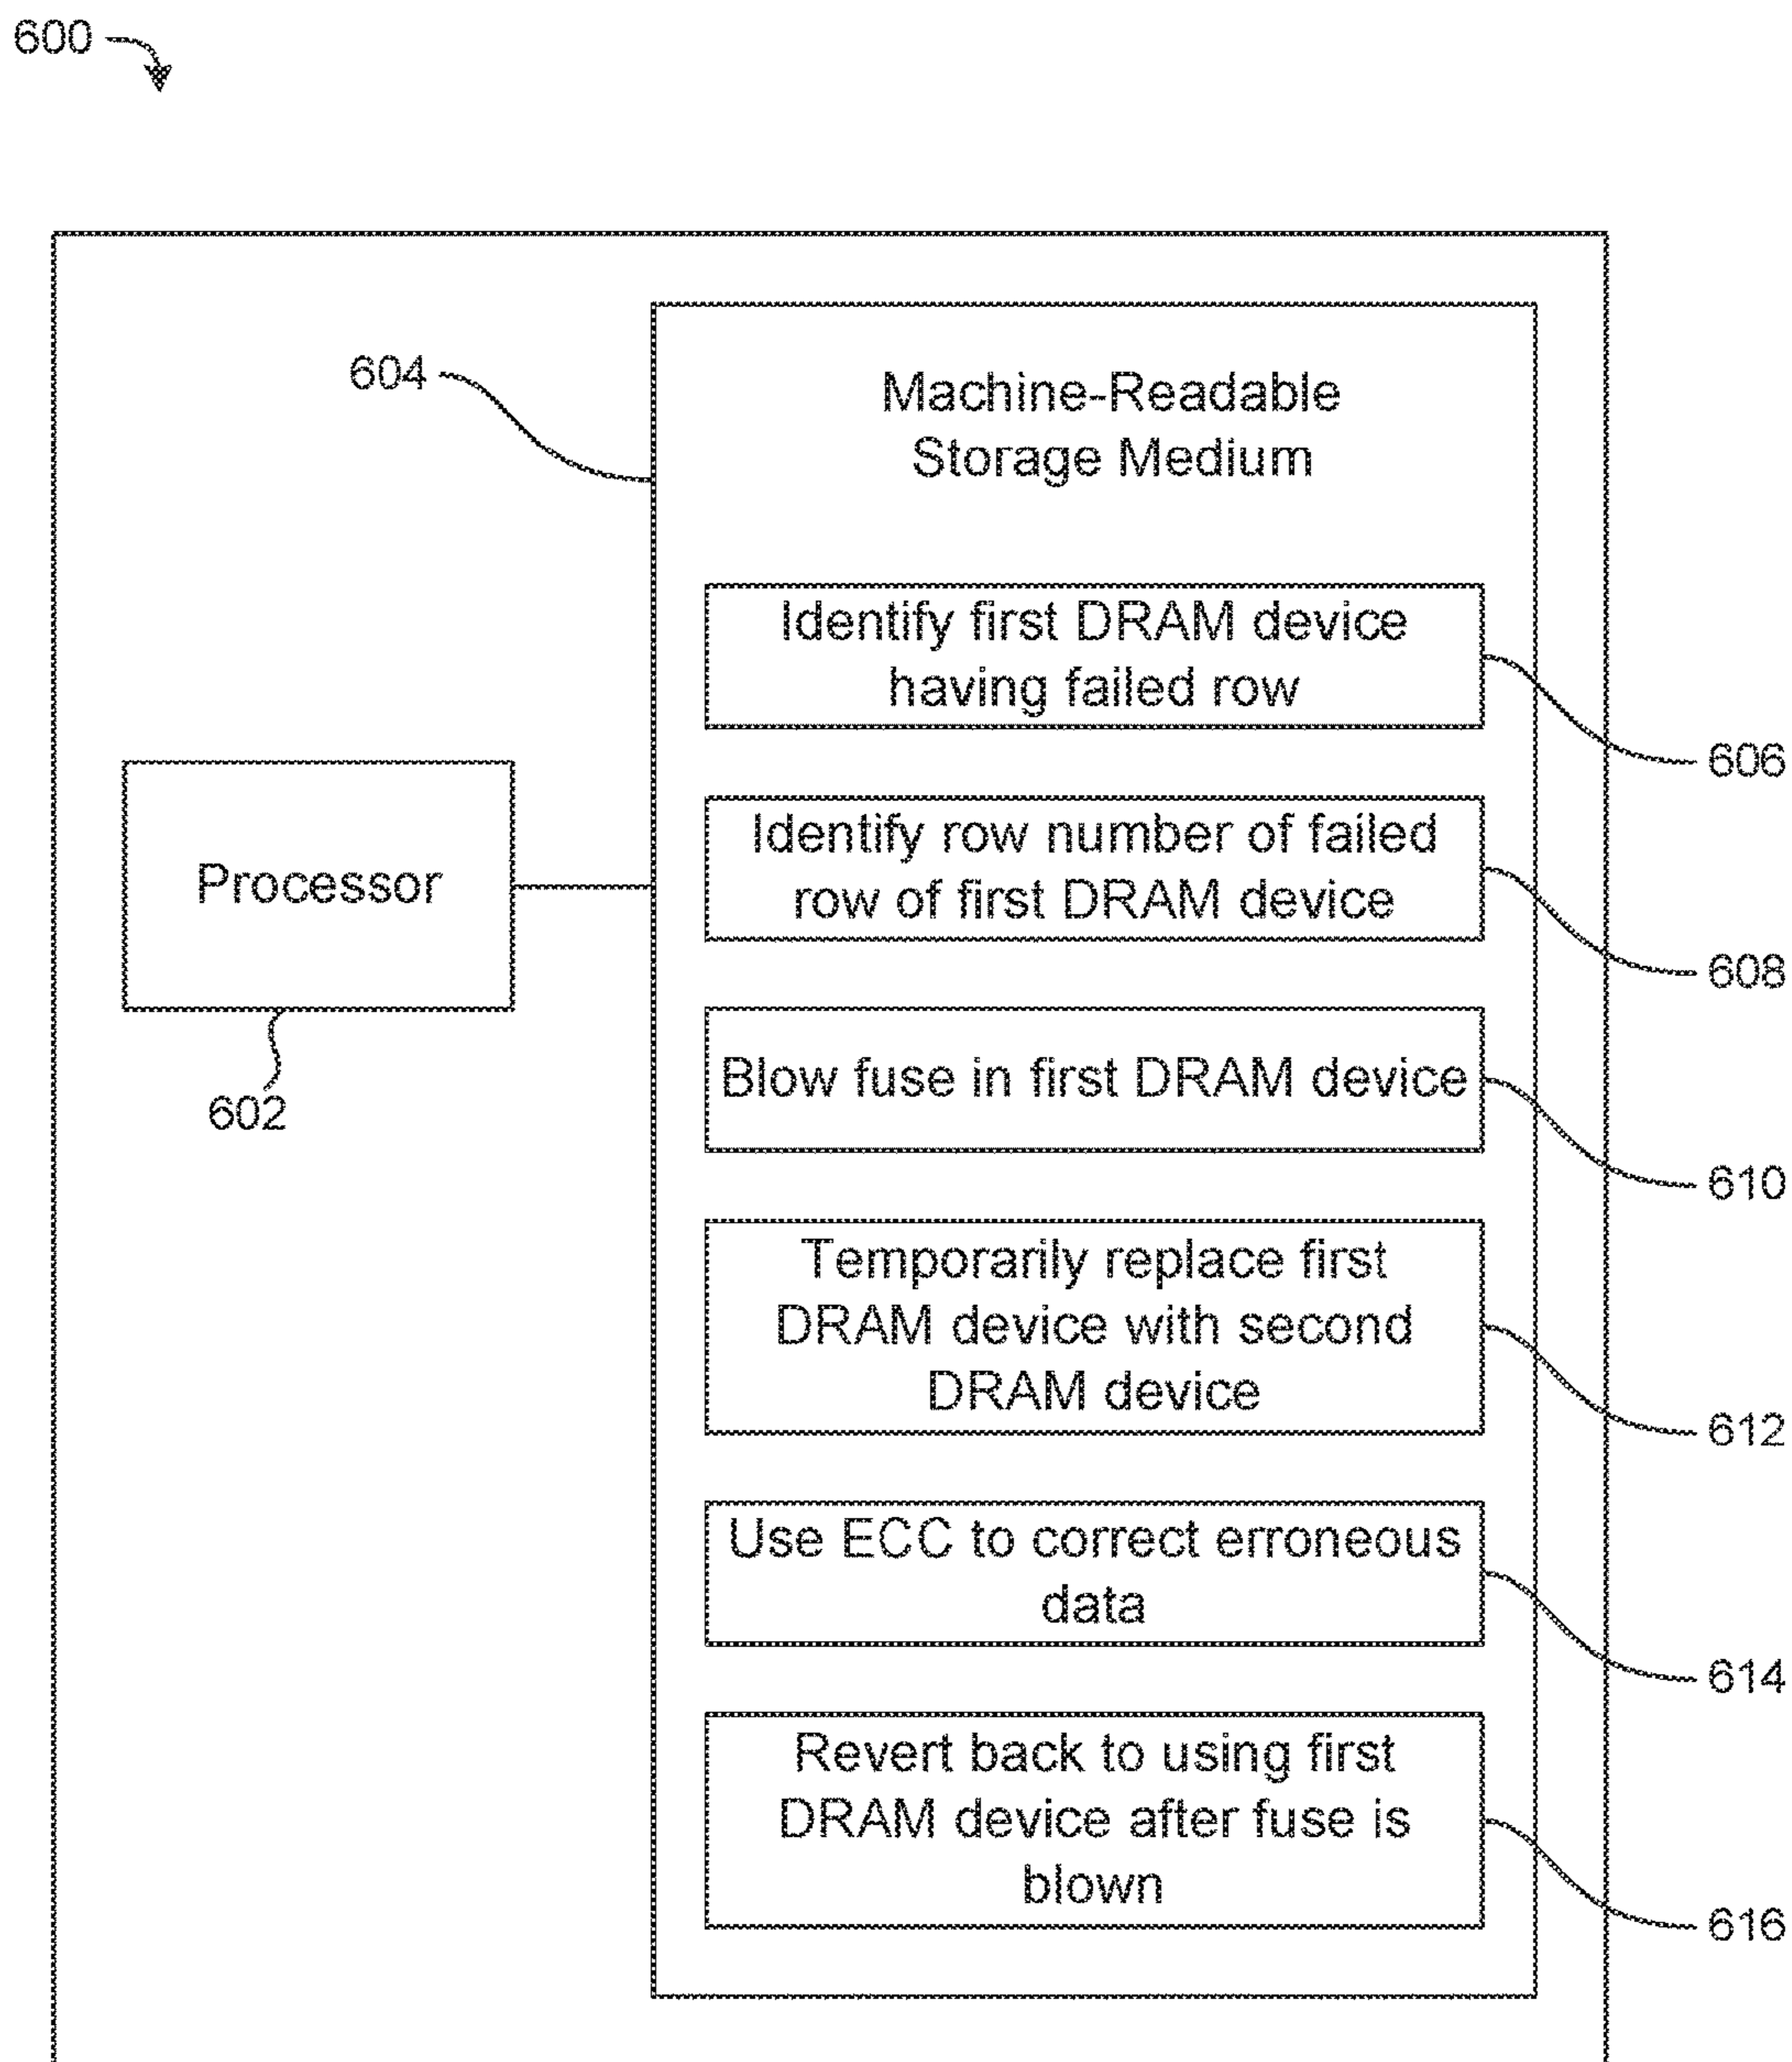 600
604
Machine-Readable
Storage Medium
Identify first DRAM device
having failed row
606
Identify row number of failed
row of first DRAM device
608
Processor
602
Blow fuse in first DRAM device
610
Temporarily replace first
DRAM device with second
DRAM device
612
Use ECC to correct erroneous
data
614
Revert back to using first
DRAM device after fuse is
blown
616